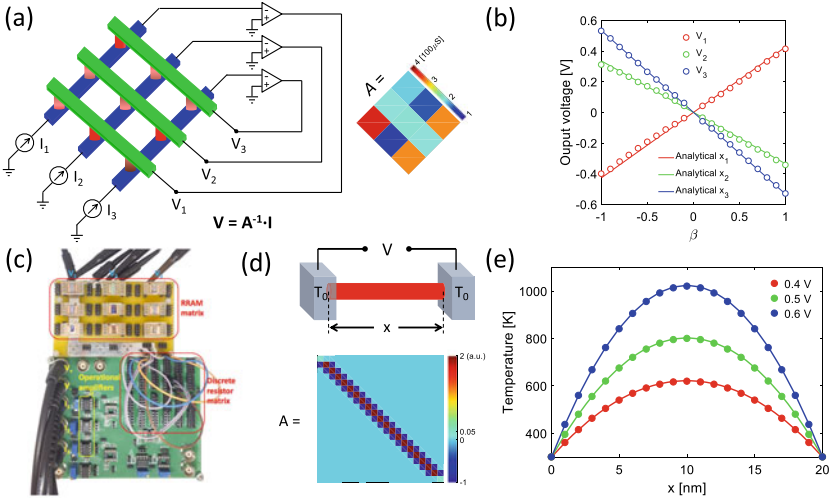 (a)
I1
I2
I3
V3
V2
V1
V = A-1·I
A =
4 [100μS]
3
2
1
(b)
Ouput voltage [V]
0.6
0.4
0.2
0
-0.2
-0.4
-0.6
V1
V2
V3
Analytical x1
Analytical x2
Analytical x3
-1
-0.5
0
0.5
1
β
(c)
RRAM
matrix
Operational
amplifiers
Discrete
resistor
matrix
(d)
V
T0
T0
x
A =
2 (a.u.)
0.05
0
-1
(e)
Temperature [K]
1000
800
600
400
0.4 V
0.5 V
0.6 V
0
5
10
15
20
x [nm]